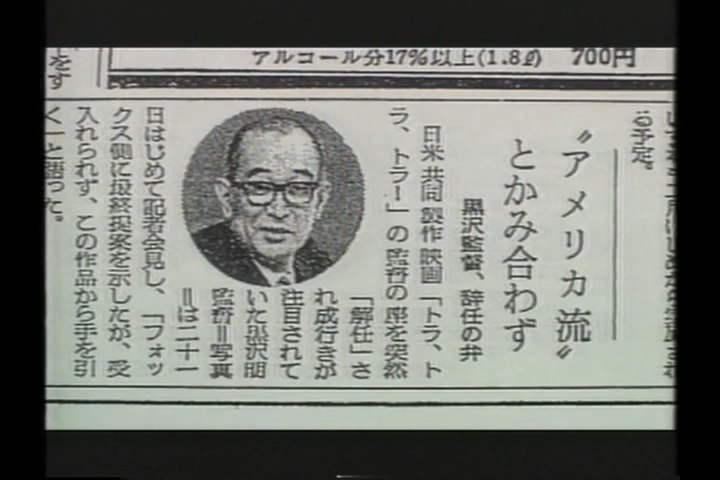 アルコール分17%以上(1.8ℓ) 700円
る予定。
〝アメリカ流〟
とかみ合わず
黒沢監督、辞任の弁
日米共同製作映画「トラ、ト
ラ、トラ!」の監督の座を突然
「解任」さ
れ成行きが
注目されて
いた黒沢明
監督=写真
=は二十一
日はじめて記者会見し、「フォッ
クス側に最終提案を示したが、受
入れられず、この作品から手を引
く」と語った。
をす